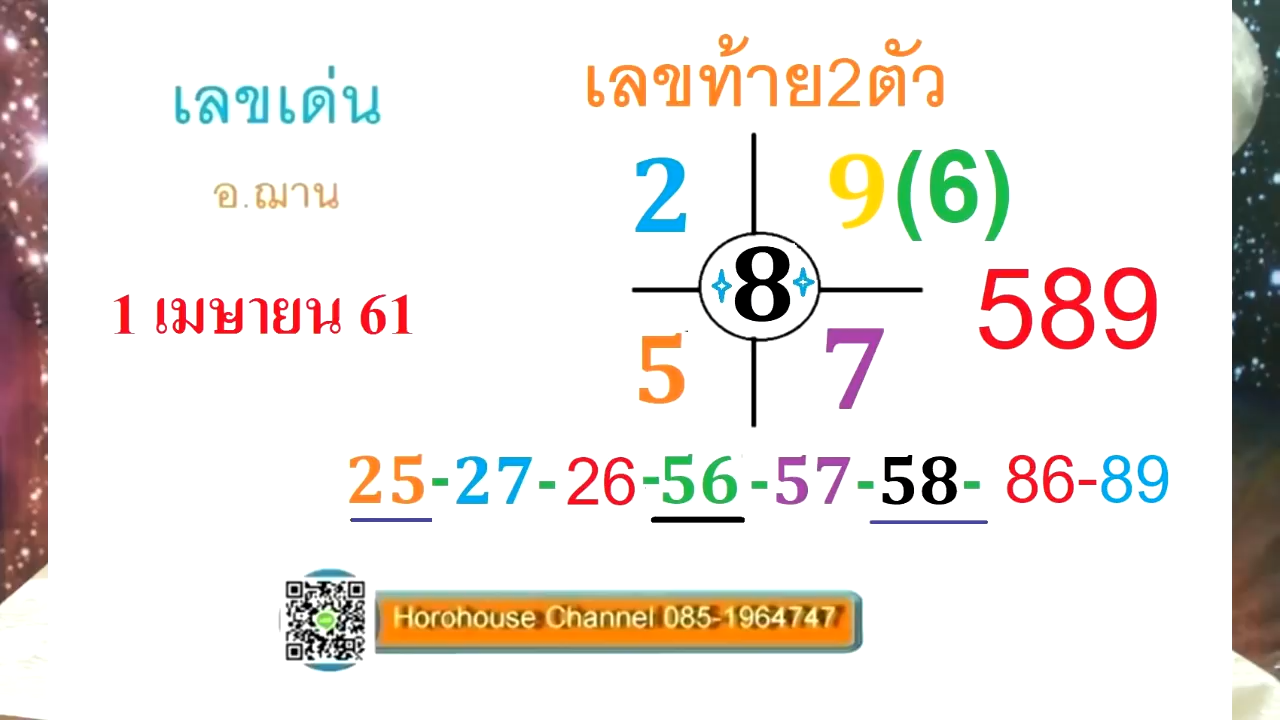 เลขเด่น
อ.ฌาน
1 เมษายน 61
เลขท้าย2ตัว
2 9(6)
8
5 7
589
25-27-26-56-57-58-86-89
Horohouse Channel 085-1964747